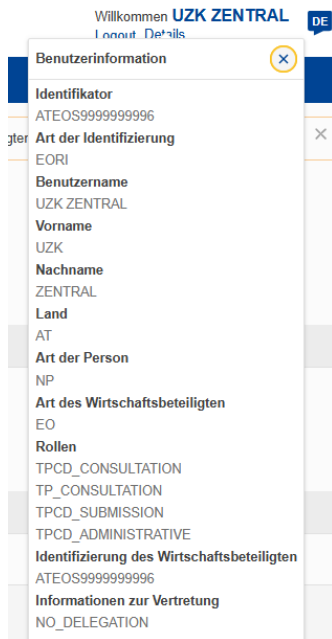 Willkommen UZK ZENTRAL
DE
Logout Details
Benutzerinformation
Identifikator
ATEOS9999999996
Art der Identifizierung
EORI
Benutzername
UZK ZENTRAL
Vorname
UZK
Nachname
ZENTRAL
Land
AT
Art der Person
NP
Art des Wirtschaftsbeteiligten
EO
Rollen
TPCD_CONSULTATION
TP_CONSULTATION
TPCD_SUBMISSION
TPCD_ADMINISTRATIVE
Identifizierung des Wirtschaftsbeteiligten
ATEOS9999999996
Informationen zur Vertretung
NO_DELEGATION